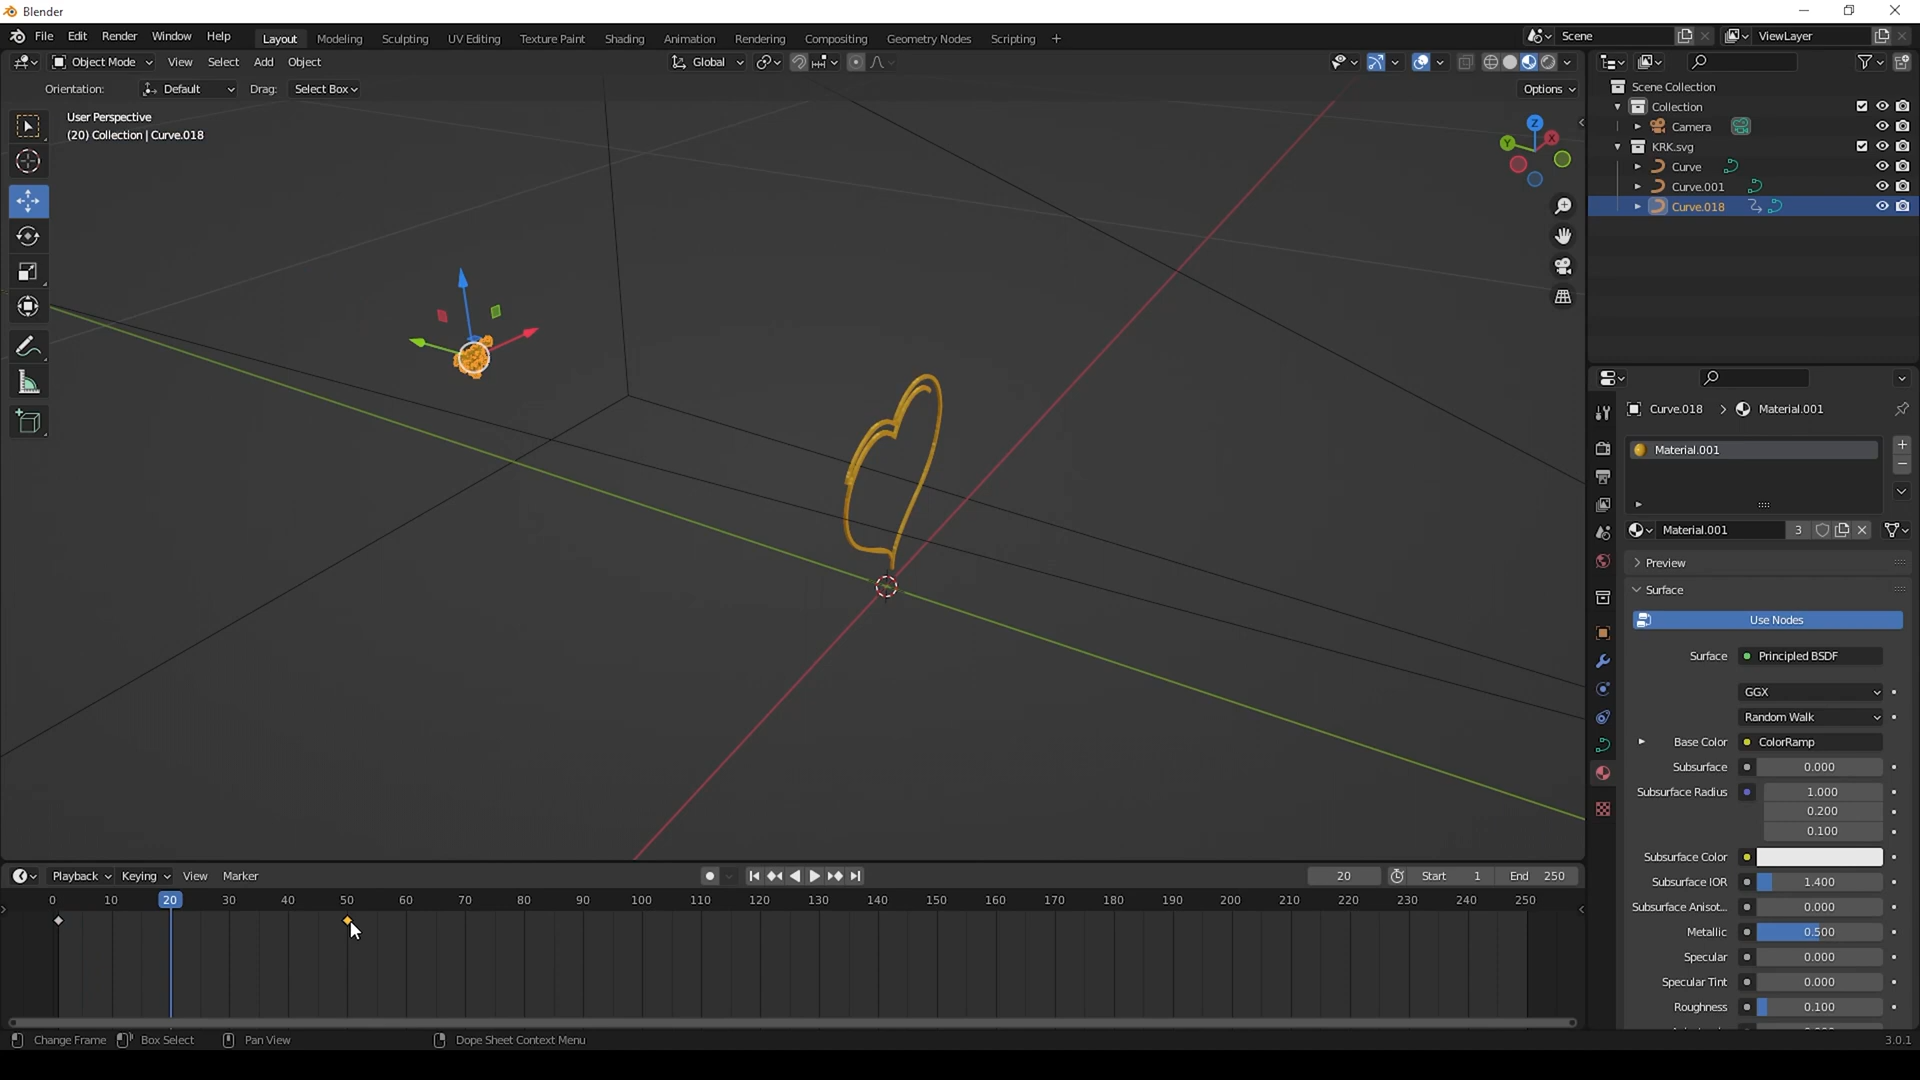 Blender
File Edit Render Window Help Layout Modeling Sculpting UV Editing Texture Paint Shading Animation Rendering Compositing Geometry Nodes Scripting + Scene ViewLayer
Object Mode View Select Add Object Global
Orientation: Default Drag: Select Box Options
User Perspective
(20) Collection | Curve.018
Z
X
Y
Scene Collection
Collection
Camera
KRK.svg
Curve
Curve.001
Curve.018
Curve.018 > Material.001
Material.001
Material.001 3
Preview
Surface
Use Nodes
Surface Principled BSDF
GGX
Random Walk
Base Color ColorRamp
Subsurface 0.000
Subsurface Radius 1.000
0.200
0.100
Subsurface Color
Subsurface IOR 1.400
Subsurface Anisot... 0.000
Metallic 0.500
Specular 0.000
Specular Tint 0.000
Roughness 0.100
Playback Keying View Marker 20 Start 1 End 250
0 10 20 30 40 50 60 70 80 90 100 110 120 130 140 150 160 170 180 190 200 210 220 230 240 250
Change Frame Box Select Pan View Dope Sheet Context Menu 3.0.1